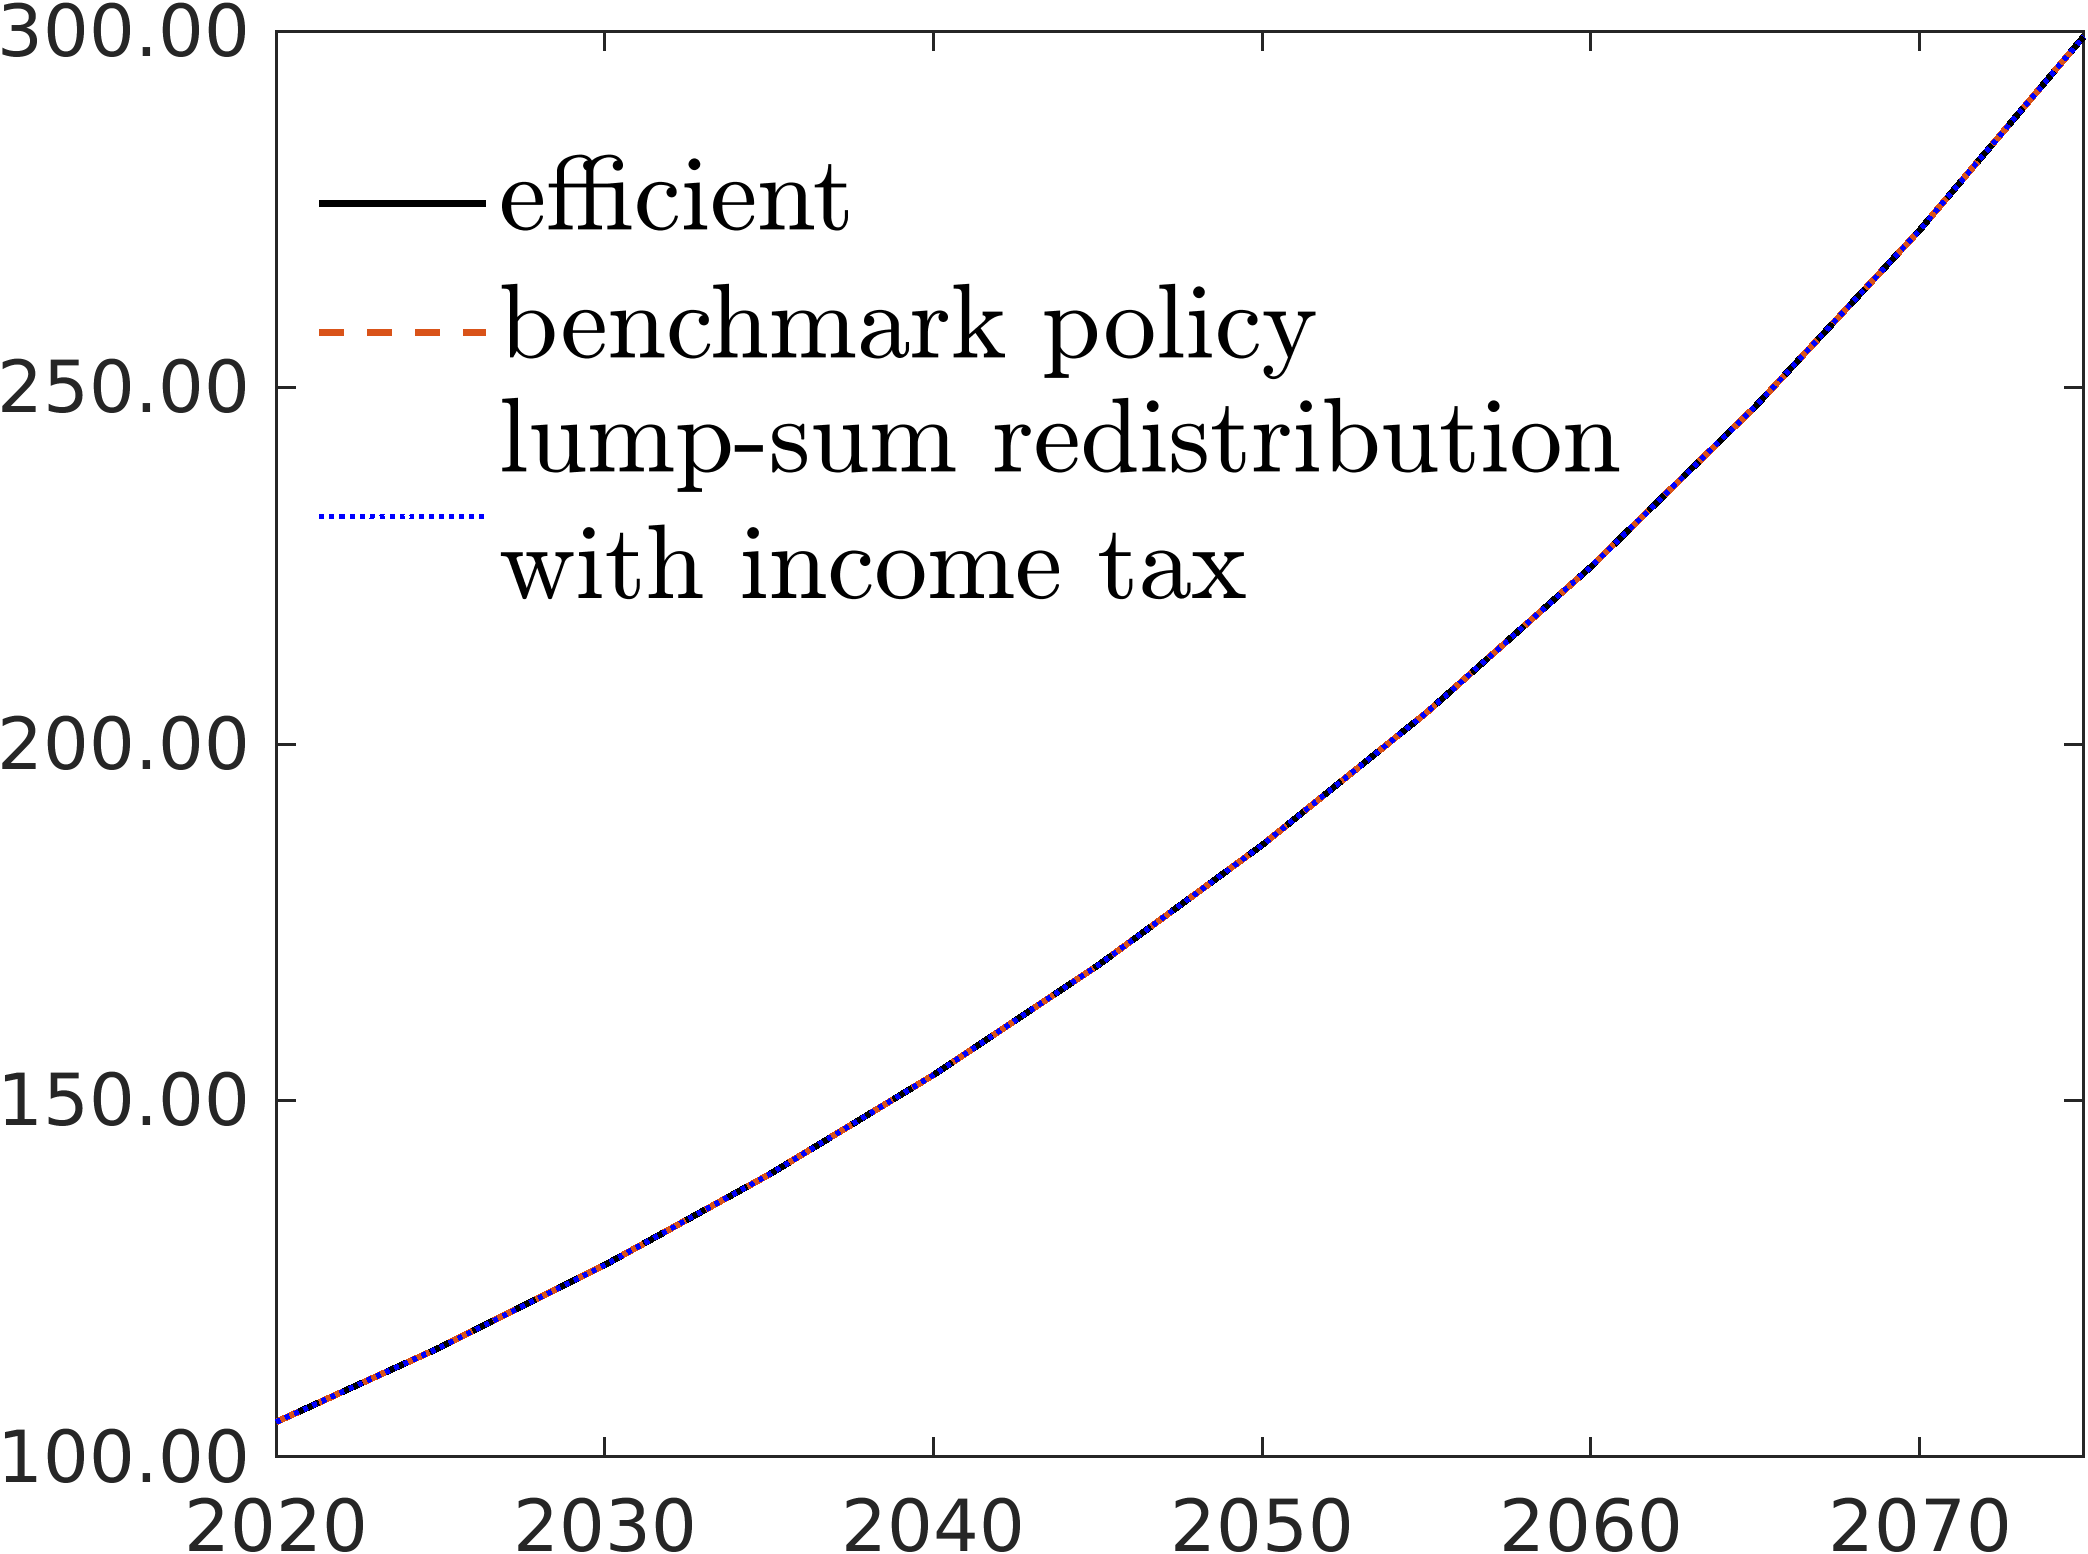 300.00
efficient
benchmark policy
250.00
lump-sum redistribution
with income tax
200.00
150.00
100.00
2020 2030 2040 2050 2060 2070